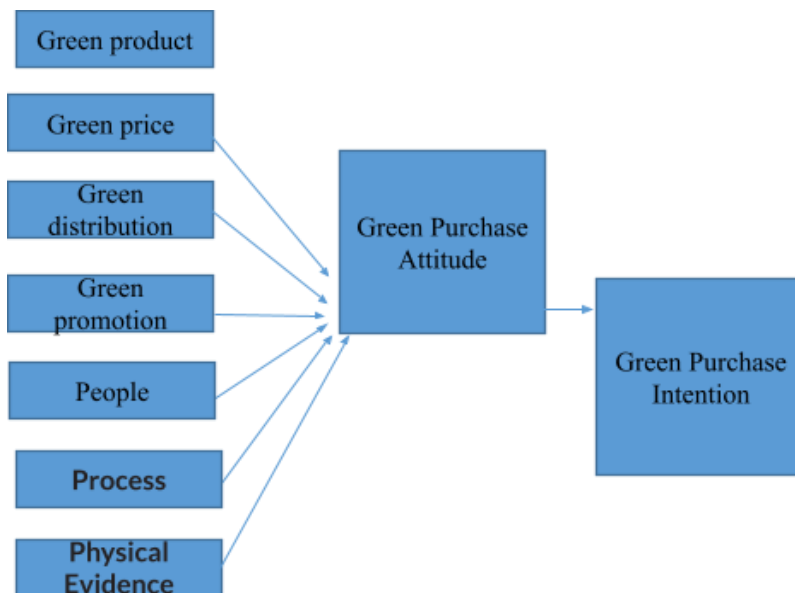 Green product
Green price
Green
distribution
Green
promotion
People
Process
Physical
Evidence
Green Purchase
Attitude
Green Purchase
Intention